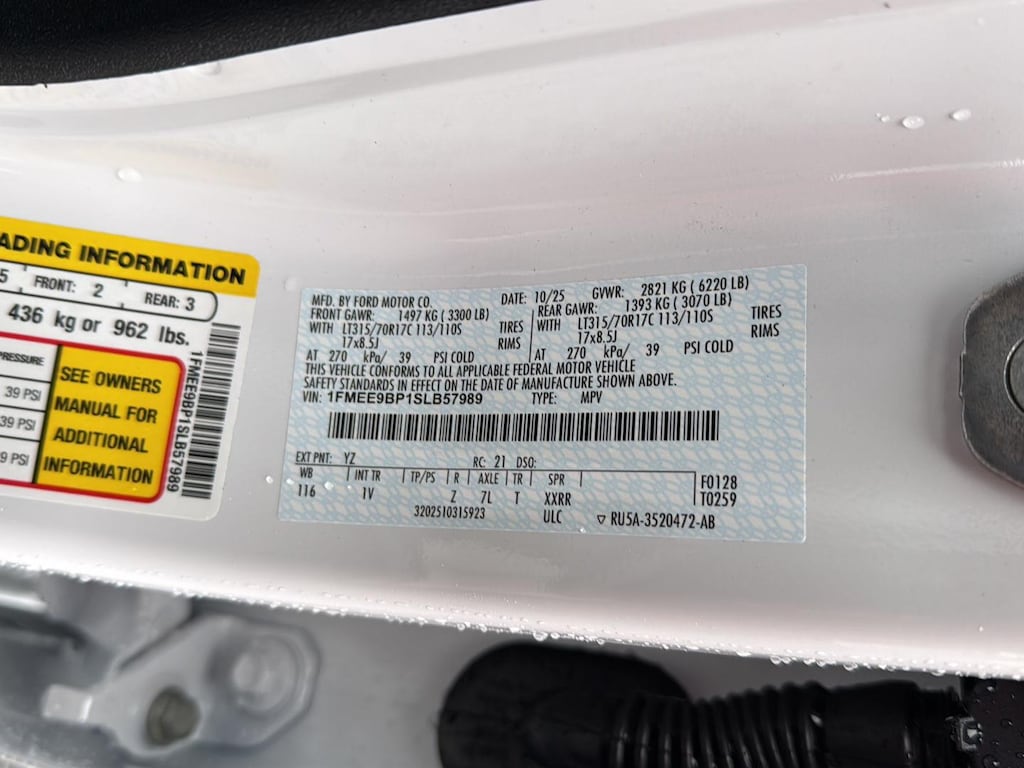 ADING INFORMATION
5 FRONT: 2 REAR: 3
436 kg or 962 lbs.
PRESSURE
39 PSI
39 PSI
9 PSI
SEE OWNERS
MANUAL FOR
ADDITIONAL
INFORMATION
1FMEE9BP1SLB57989
MFD. BY FORD MOTOR CO. DATE: 10/25 GVWR: 2821 KG ( 6220 LB)
FRONT GAWR: 1497 KG ( 3300 LB) REAR GAWR: 1393 KG ( 3070 LB)
WITH LT315/70R17C 113/110S TIRES WITH LT315/70R17C 113/110S TIRES
17x8.5J RIMS 17x8.5J RIMS
AT 270 kPa/ 39 PSI COLD AT 270 kPa/ 39 PSI COLD
THIS VEHICLE CONFORMS TO ALL APPLICABLE FEDERAL MOTOR VEHICLE
SAFETY STANDARDS IN EFFECT ON THE DATE OF MANUFACTURE SHOWN ABOVE.
VIN: 1FMEE9BP1SLB57989 TYPE: MPV
EXT PNT: YZ RC: 21 DSO:
WB INT TR TP/PS R AXLE TR SPR F0128
116 1V Z 7L T XXRR T0259
3202510315923 ULC ▽ RU5A-3520472-AB